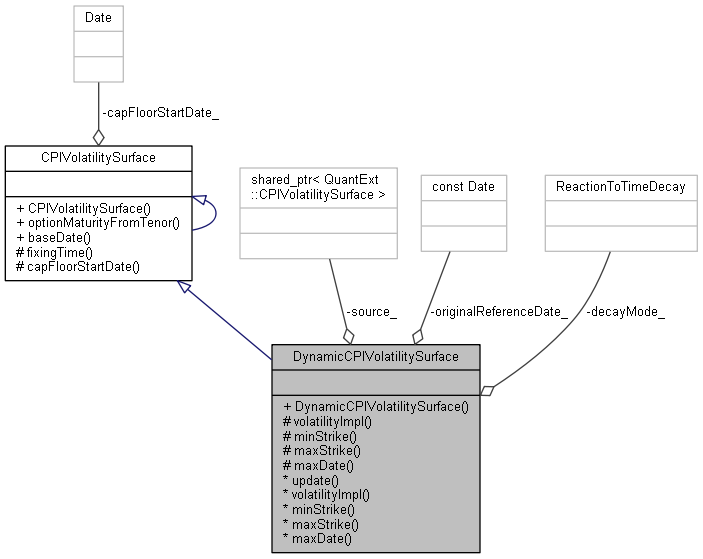 Date
-capFloorStartDate_
CPIVolatilitySurface
+ CPIVolatilitySurface()
+ optionMaturityFromTenor()
+ baseDate()
# fixingTime()
# capFloorStartDate()
shared_ptr< QuantExt
::CPIVolatilitySurface >
const Date
ReactionToTimeDecay
-source_
-originalReferenceDate_
-decayMode_
DynamicCPIVolatilitySurface
+ DynamicCPIVolatilitySurface()
# volatilityImpl()
# minStrike()
# maxStrike()
# maxDate()
* update()
* volatilityImpl()
* minStrike()
* maxStrike()
* maxDate()